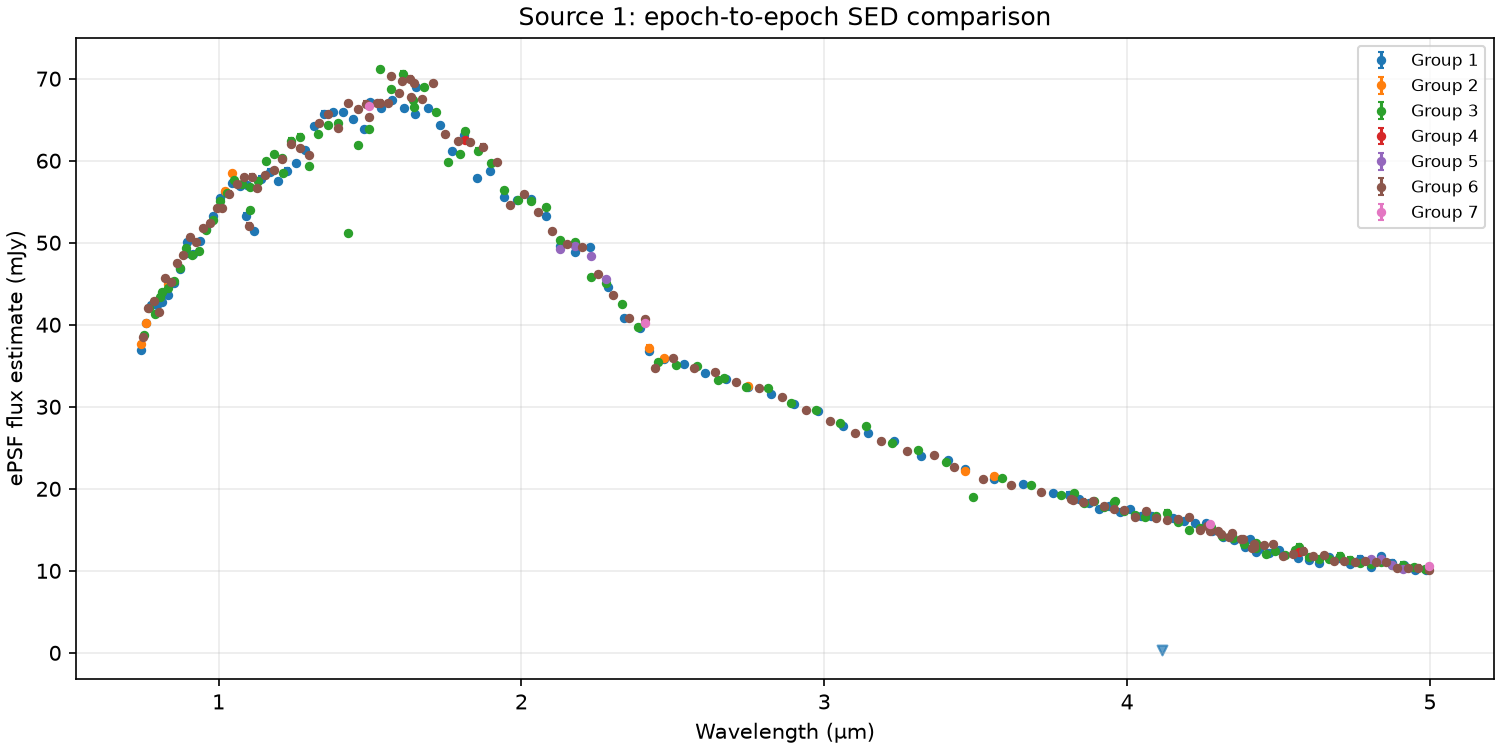 Source 1: epoch-to-epoch SED comparison
ePSF flux estimate (mJy)
70
60
50
40
30
20
10
0
Group 1
Group 2
Group 3
Group 4
Group 5
Group 6
Group 7
1
2
3
4
5
Wavelength (μm)